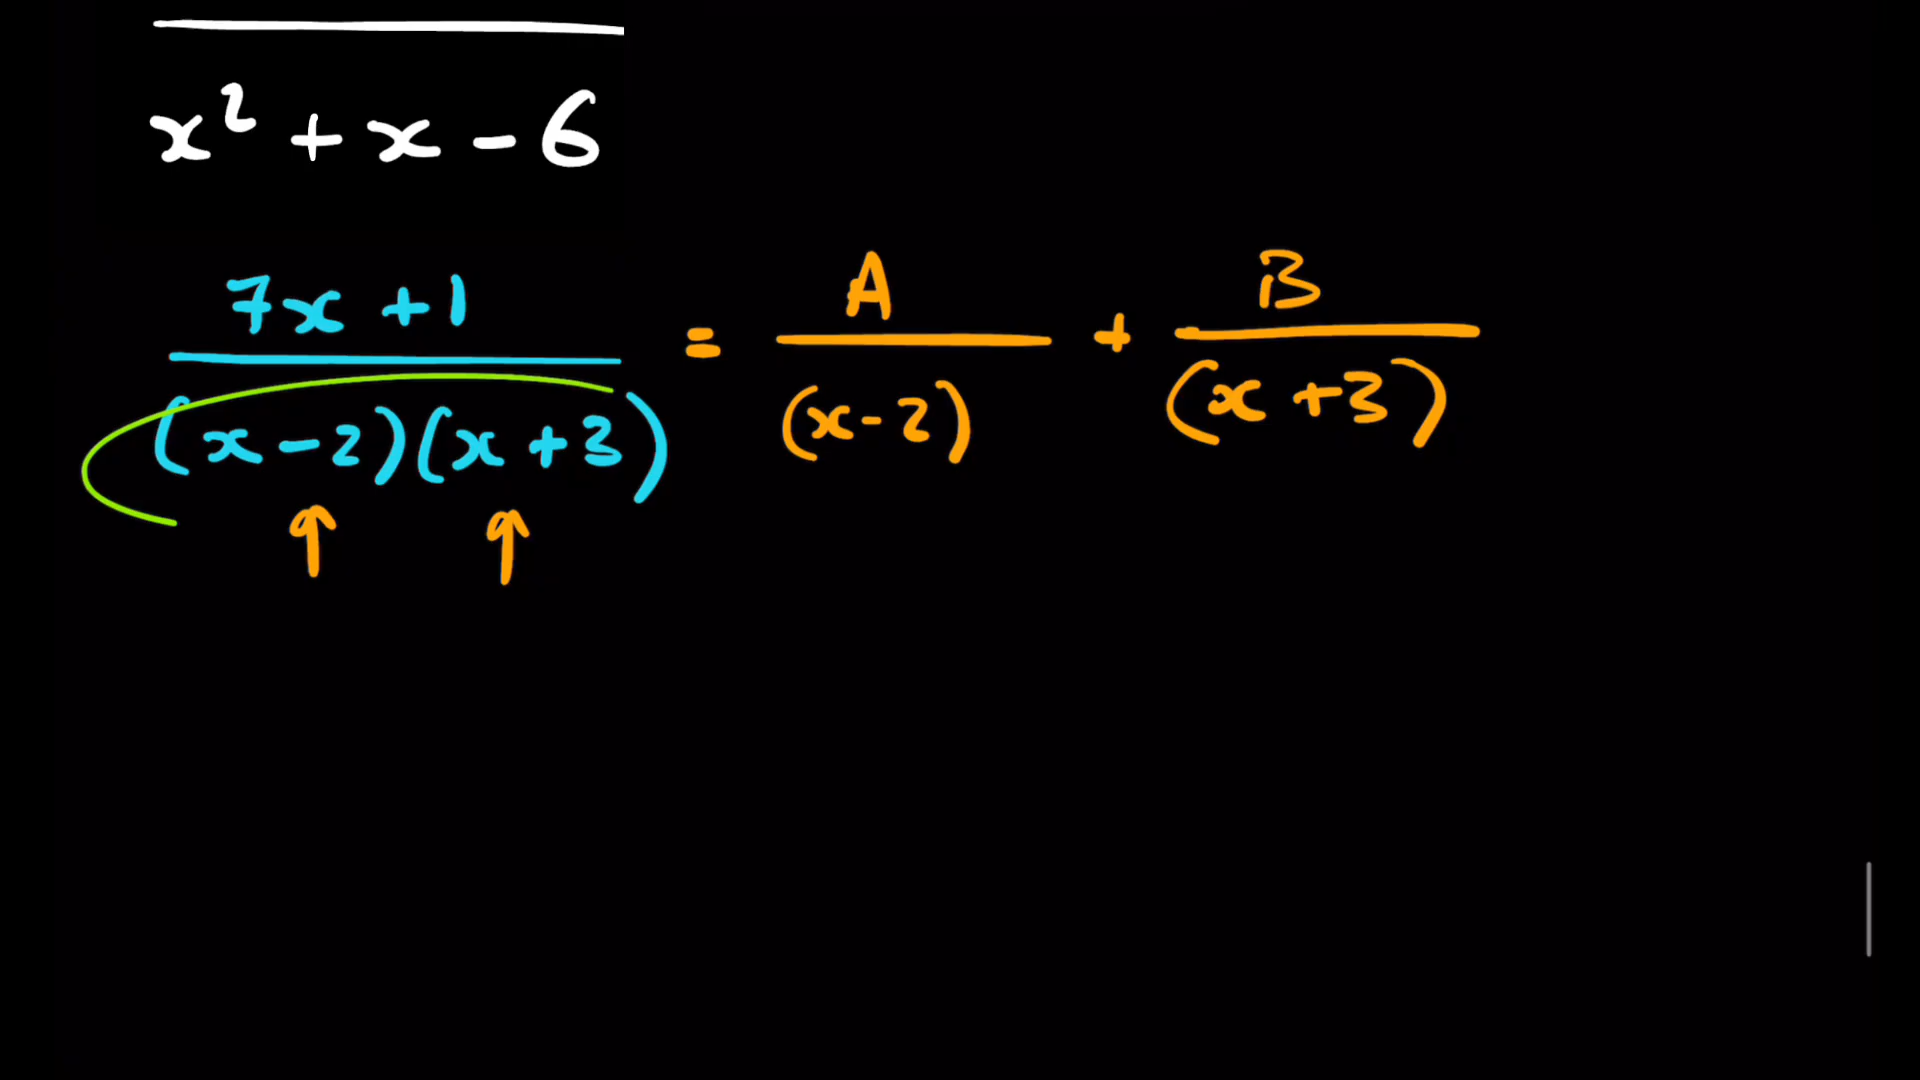 x² + x - 6
7x + 1
(x - 2)(x + 3)
=
A
(x - 2)
+
B
(x + 3)